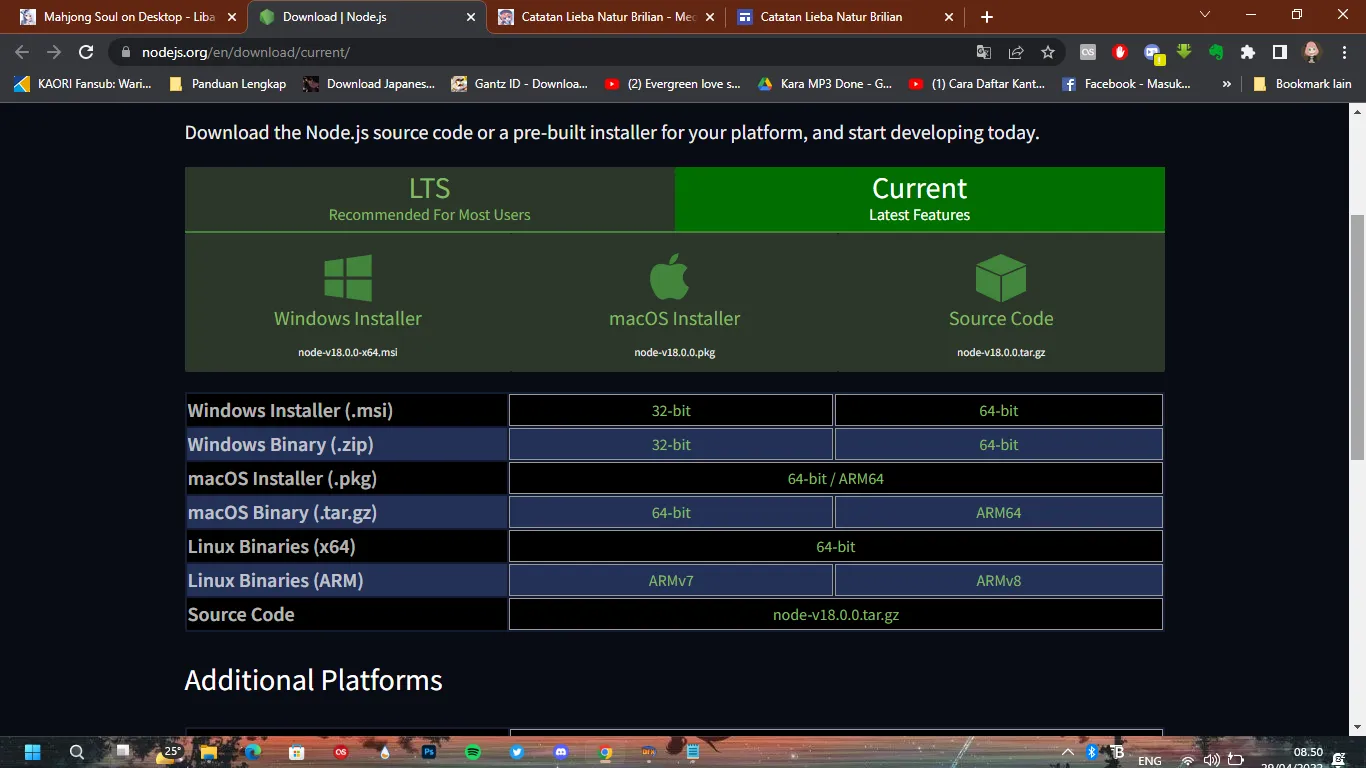 Mahjong Soul on Desktop - Liba
Download | Node.js
Catatan Lieba Natur Brilian - Med
Catatan Lieba Natur Brilian
nodejs.org/en/download/current/
KAORI Fansub: Wari...
Panduan Lengkap
Download Japanes...
Gantz ID - Downloa...
(2) Evergreen love s...
Kara MP3 Done - G...
(1) Cara Daftar Kant...
Facebook - Masuk...
»
Bookmark lain
Download the Node.js source code or a pre-built installer for your platform, and start developing today.
LTS
Recommended For Most Users
Current
Latest Features
Windows Installer
node-v18.0.0-x64.msi
macOS Installer
node-v18.0.0.pkg
Source Code
node-v18.0.0.tar.gz
Windows Installer (.msi) 32-bit 64-bit
Windows Binary (.zip) 32-bit 64-bit
macOS Installer (.pkg) 64-bit / ARM64
macOS Binary (.tar.gz) 64-bit ARM64
Linux Binaries (x64) 64-bit
Linux Binaries (ARM) ARMv7 ARMv8
Source Code node-v18.0.0.tar.gz
Additional Platforms
25°
Ps
ENG
08.50
29/04/2022